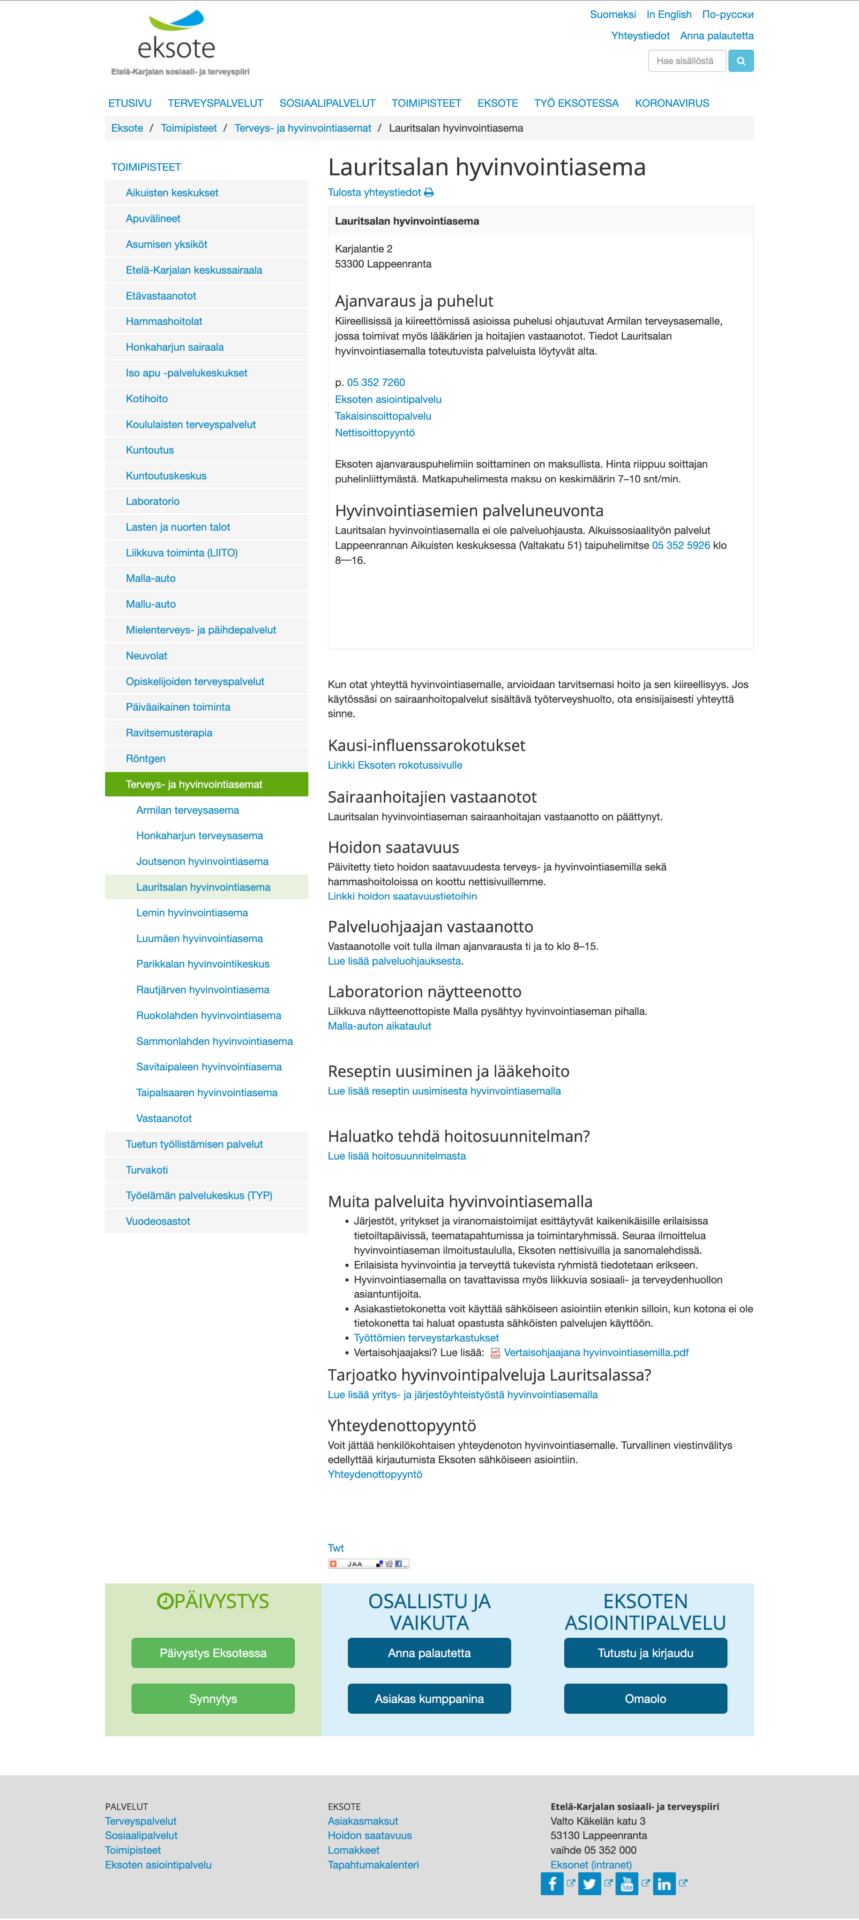 Suomeksi In English По-русски
eksote
Etelä-Karjalan sosiaali- ja terveyspiiri
Yhteystiedot Anna palautetta
Hae sisällöstä
ETUSIVU TERVEYSPALVELUT SOSIAALIPALVELUT TOIMIPISTEET EKSOTE TYÖ EKSOTESSA KORONAVIRUS
Eksote / Toimipisteet / Terveys- ja hyvinvointiasemat / Lauritsalan hyvinvointiasema
TOIMIPISTEET
Aikuisten keskukset
Apuvälineet
Asumisen yksiköt
Etelä-Karjalan keskussairaala
Etävastaanotot
Hammashoitolat
Honkaharjun sairaala
Iso apu -palvelukeskukset
Kotihoito
Koululaisten terveyspalvelut
Kuntoutus
Kuntoutuskeskus
Laboratorio
Lasten ja nuorten talot
Liikkuva toiminta (LIITO)
Malla-auto
Mallu-auto
Mielenterveys- ja päihdepalvelut
Neuvolat
Opiskelijoiden terveyspalvelut
Päiväaikainen toiminta
Ravitsemusterapia
Röntgen
Terveys- ja hyvinvointiasemat
Armilan terveysasema
Honkaharjun terveysasema
Joutsenon hyvinvointiasema
Lauritsalan hyvinvointiasema
Lemin hyvinvointiasema
Luumäen hyvinvointiasema
Parikkalan hyvinvointikeskus
Rautjärven hyvinvointiasema
Ruokolahden hyvinvointiasema
Sammonlahden hyvinvointiasema
Savitaipaleen hyvinvointiasema
Taipalsaaren hyvinvointiasema
Vastaanotot
Tuetun työllistämisen palvelut
Turvakoti
Työelämän palvelukeskus (TYP)
Vuodeosastot
Lauritsalan hyvinvointiasema
Tulosta yhteystiedot
Lauritsalan hyvinvointiasema
Karjalantie 2
53300 Lappeenranta
Ajanvaraus ja puhelut
Kiireellisissä ja kiireettömissä asioissa puhelusi ohjautuvat Armilan terveysasemalle,
jossa toimivat myös lääkärien ja hoitajien vastaanotot. Tiedot Lauritsalan
hyvinvointiasemalla toteutuvista palveluista löytyvät alta.
p. 05 352 7260
Eksoten asiointipalvelu
Takaisinsoittopalvelu
Nettisoittopyyntö
Eksoten ajanvarauspuhelimiin soittaminen on maksullista. Hinta riippuu soittajan
puhelinliittymästä. Matkapuhelimesta maksu on keskimäärin 7–10 snt/min.
Hyvinvointiasemien palveluneuvonta
Lauritsalan hyvinvointiasemalla ei ole palveluohjausta. Aikuissosiaalityön palvelut
Lappeenrannan Aikuisten keskuksessa (Valtakatu 51) taipuhelimitse 05 352 5926 klo
8—16.
Kun otat yhteyttä hyvinvointiasemalle, arvioidaan tarvitsemasi hoito ja sen kiireellisyys. Jos
käytössäsi on sairaanhoitopalvelut sisältävä työterveyshuolto, ota ensisijaisesti yhteyttä
sinne.
Kausi-influenssarokotukset
Linkki Eksoten rokotussivulle
Sairaanhoitajien vastaanotot
Lauritsalan hyvinvointiaseman sairaanhoitajan vastaanotto on päättynyt.
Hoidon saatavuus
Päivitetty tieto hoidon saatavuudesta terveys- ja hyvinvointiasemilla sekä
hammashoitoloissa on koottu nettisivuillemme.
Linkki hoidon saatavuustietoihin
Palveluohjaajan vastaanotto
Vastaanotolle voit tulla ilman ajanvarausta ti ja to klo 8–15.
Lue lisää palveluohjauksesta.
Laboratorion näytteenotto
Liikkuva näytteenottopiste Malla pysähtyy hyvinvointiaseman pihalla.
Malla-auton aikataulut
Reseptin uusiminen ja lääkehoito
Lue lisää reseptin uusimisesta hyvinvointiasemalla
Haluatko tehdä hoitosuunnitelman?
Lue lisää hoitosuunnitelmasta
Muita palveluita hyvinvointiasemalla
• Järjestöt, yritykset ja viranomaistoimijat esittäytyvät kaikenikäisille erilaisissa
tietoiltapäivissä, teematapahtumissa ja toimintaryhmissä. Seuraa ilmoittelua
hyvinvointiaseman ilmoitustaululla, Eksoten nettisivuilla ja sanomalehdissä.
• Erilaisista hyvinvointia ja terveyttä tukevista ryhmistä tiedotetaan erikseen.
• Hyvinvointiasemalla on tavattavissa myös liikkuvia sosiaali- ja terveydenhuollon
asiantuntijoita.
• Asiakastietokonetta voit käyttää sähköiseen asiointiin etenkin silloin, kun kotona ei ole
tietokonetta tai haluat opastusta sähköisten palvelujen käyttöön.
• Työttömien terveystarkastukset
• Vertaisohjaajaksi? Lue lisää: Vertaisohjaajana hyvinvointiasemilla.pdf
Tarjoatko hyvinvointipalveluja Lauritsalassa?
Lue lisää yritys- ja järjestöyhteistyöstä hyvinvointiasemalla
Yhteydenottopyyntö
Voit jättää henkilökohtaisen yhteydenoton hyvinvointiasemalle. Turvallinen viestinvälitys
edellyttää kirjautumista Eksoten sähköiseen asiointiin.
Yhteydenottopyyntö
Twt
JAA
PÄIVYSTYS
Päivystys Eksotessa
Synnytys
OSALLISTU JA
VAIKUTA
Anna palautetta
Asiakas kumppanina
EKSOTEN
ASIOINTIPALVELU
Tutustu ja kirjaudu
Omaolo
PALVELUT
Terveyspalvelut
Sosiaalipalvelut
Toimipisteet
Eksoten asiointipalvelu
EKSOTE
Asiakasmaksut
Hoidon saatavuus
Lomakkeet
Tapahtumakalenteri
Etelä-Karjalan sosiaali- ja terveyspiiri
Valto Käkelän katu 3
53130 Lappeenranta
vaihde 05 352 000
Eksonet (intranet)